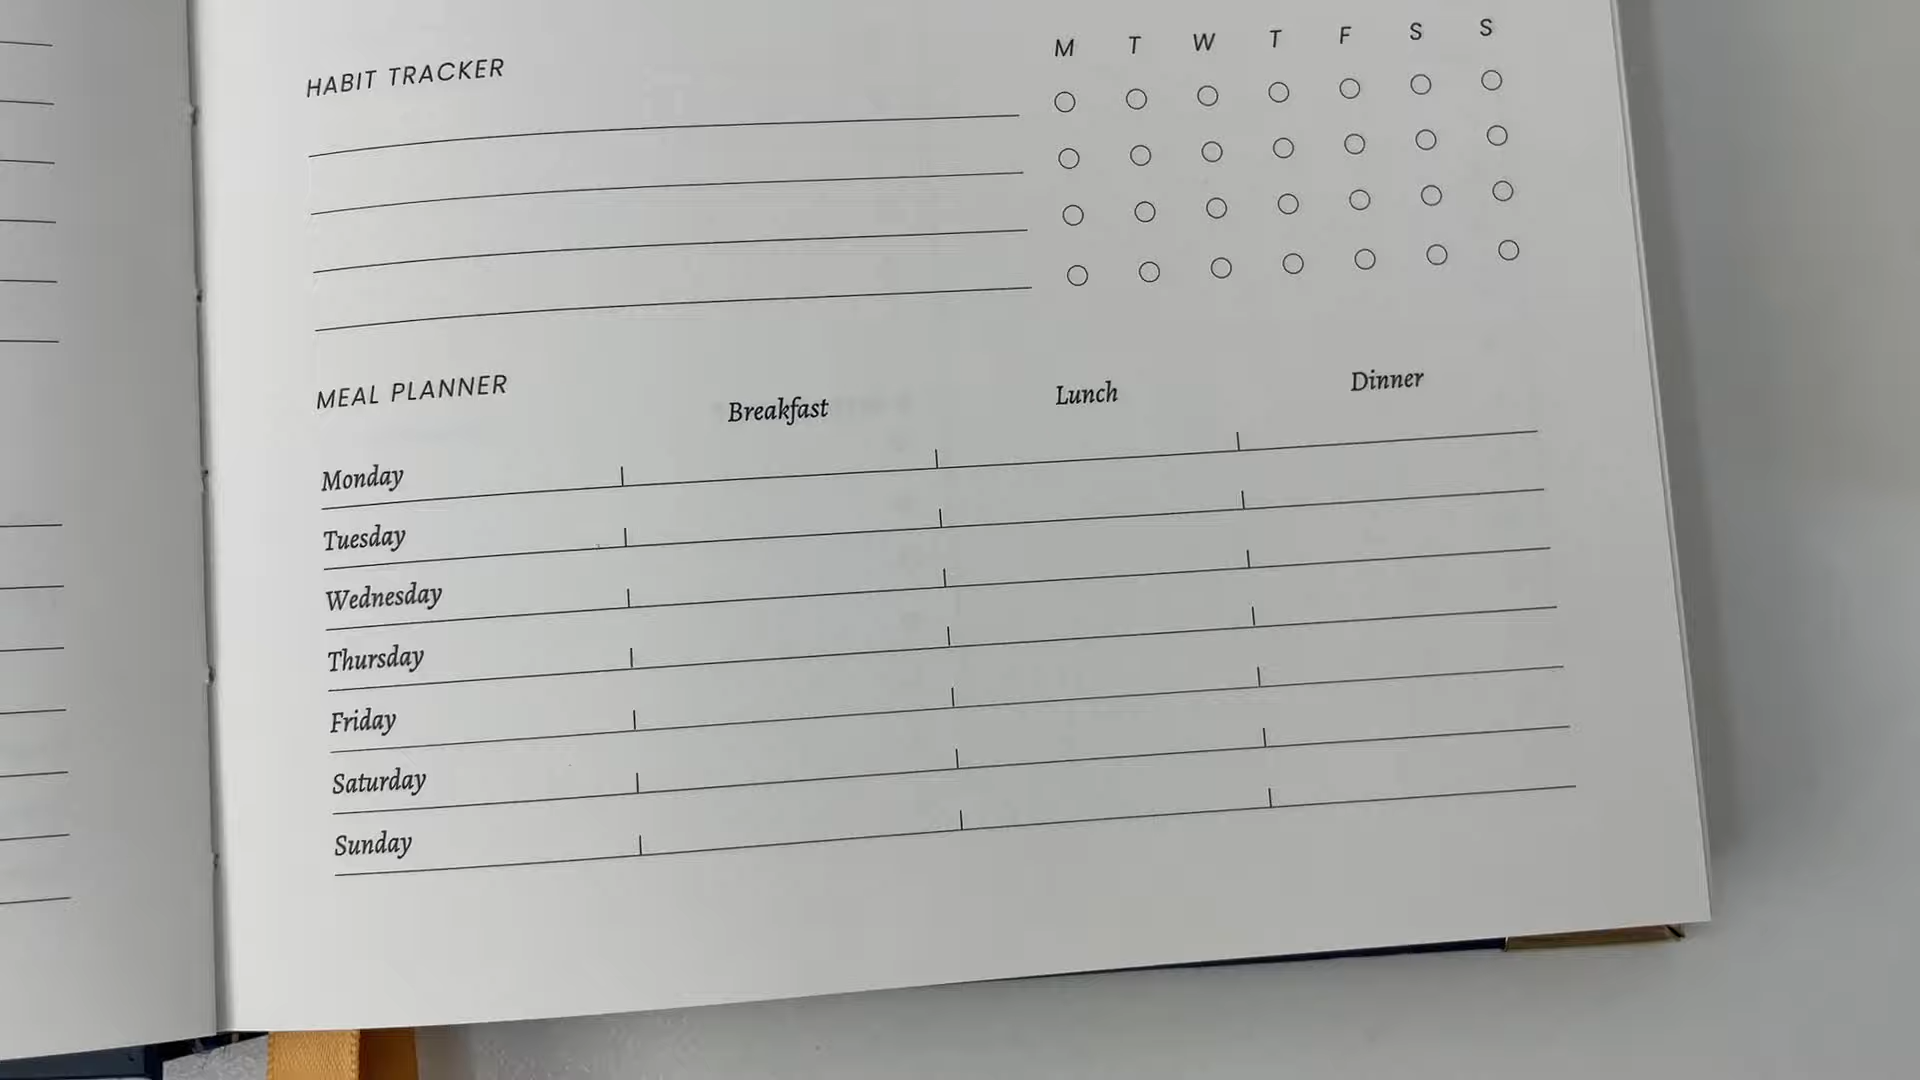 HABIT TRACKER
M T W T F S S
MEAL PLANNER
Breakfast Lunch Dinner
Monday
Tuesday
Wednesday
Thursday
Friday
Saturday
Sunday